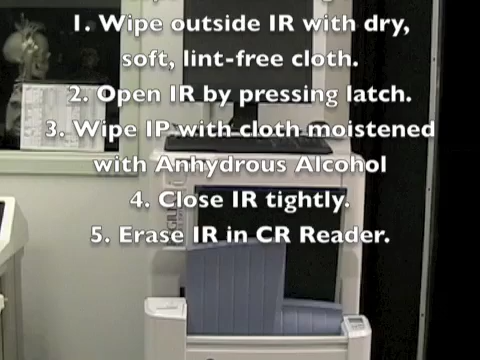 1. Wipe outside IR with dry,
soft, lint-free cloth.
2. Open IR by pressing latch.
3. Wipe IP with cloth moistened
with Anhydrous Alcohol
4. Close IR tightly.
5. Erase IR in CR Reader.